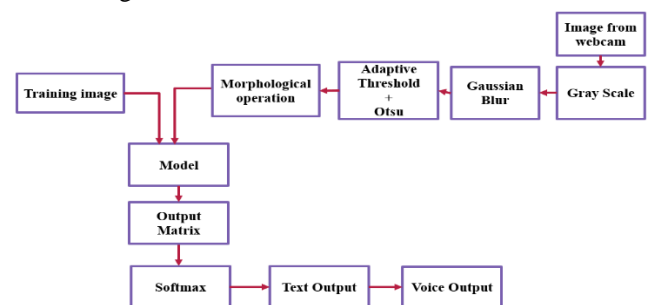 Image from
webcam
Gray Scale
Gaussian
Blur
Adaptive
Threshold
+
Otsu
Morphological
operation
Training image
Model
Output
Matrix
Softmax
Text Output
Voice Output